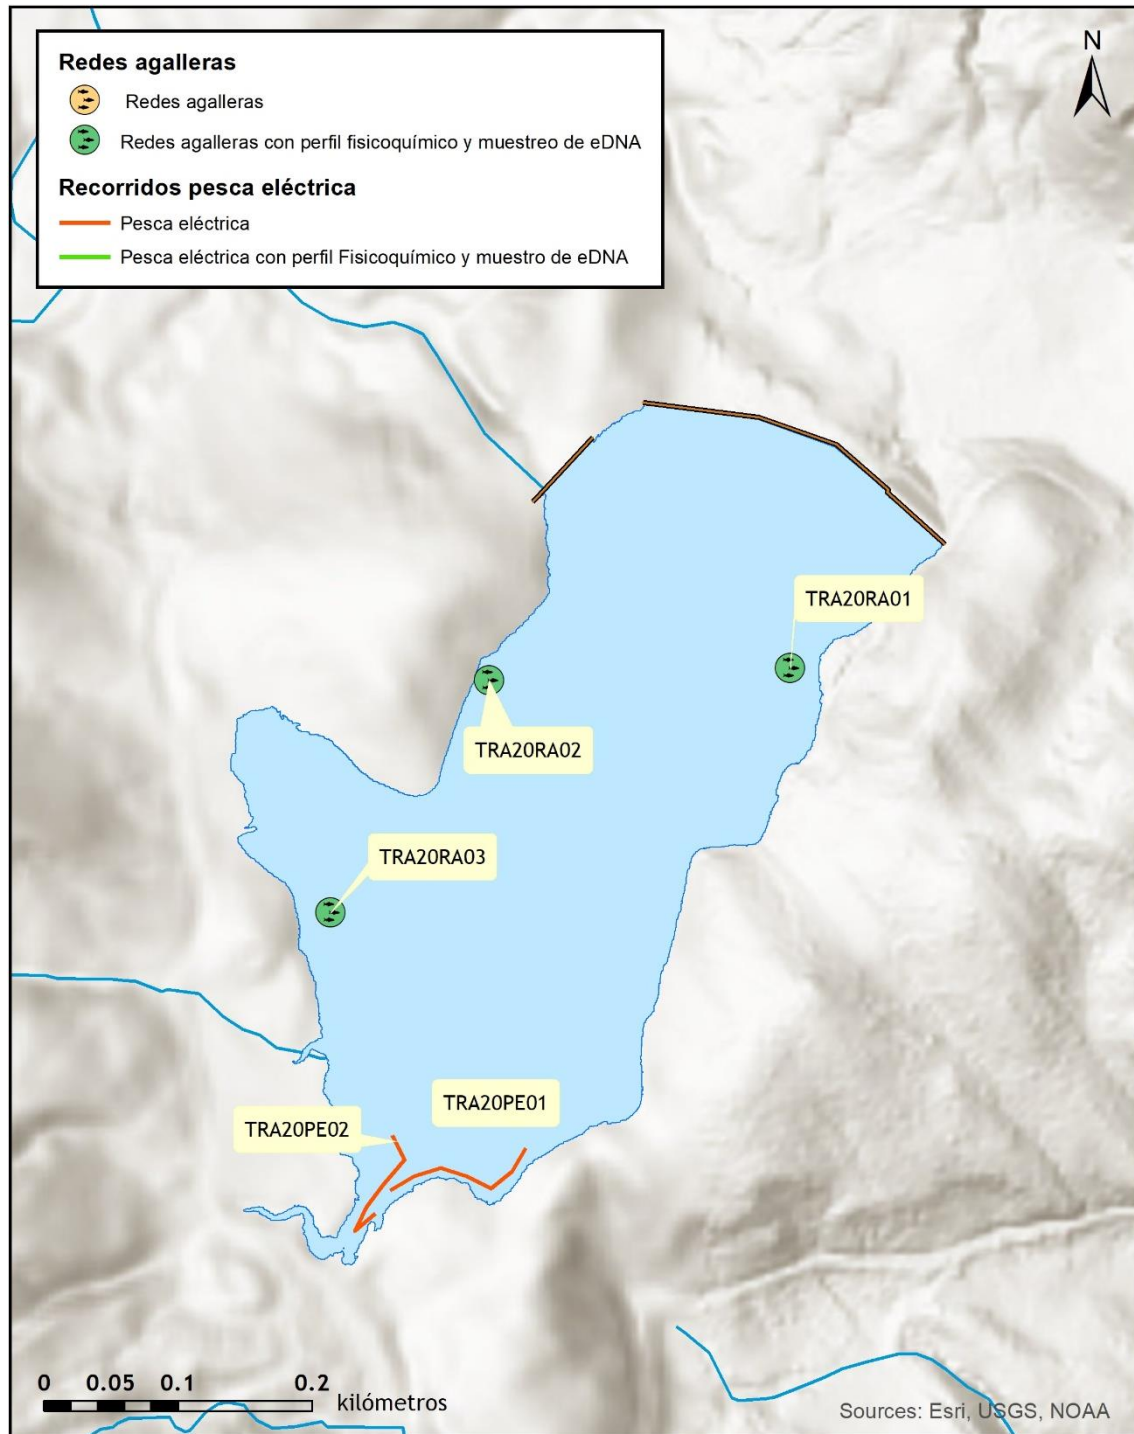 N
Redes agalleras
Redes agalleras
Redes agalleras con perfil fisicoquímico y muestreo de eDNA
Recorridos pesca eléctrica
Pesca eléctrica
Pesca eléctrica con perfil Fisicoquímico y muestro de eDNA
TRA20RA01
TRA20RA02
TRA20RA03
TRA20PE01
TRA20PE02
0 0.05 0.1 0.2
kilómetros
Sources: Esri, USGS, NOAA